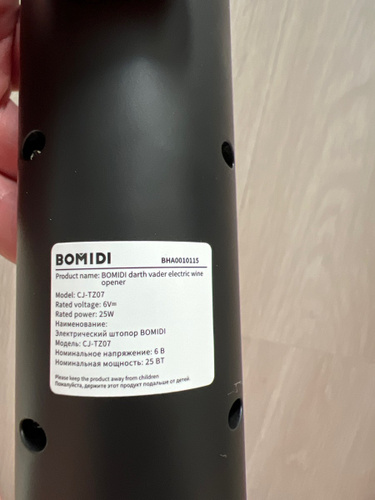 BOMIDI BHA0010115
Product name: BOMIDI darth vader electric wine
opener
Model: CJ-TZ07
Rated voltage: 6V⎓
Rated power: 25W
Наименование:
Электрический штопор BOMIDI
Модель: CJ-TZ07
Номинальное напряжение: 6 В
Номинальная мощность: 25 ВТ
Please keep the product away from children
Пожалуйста, держите этот продукт подальше от детей